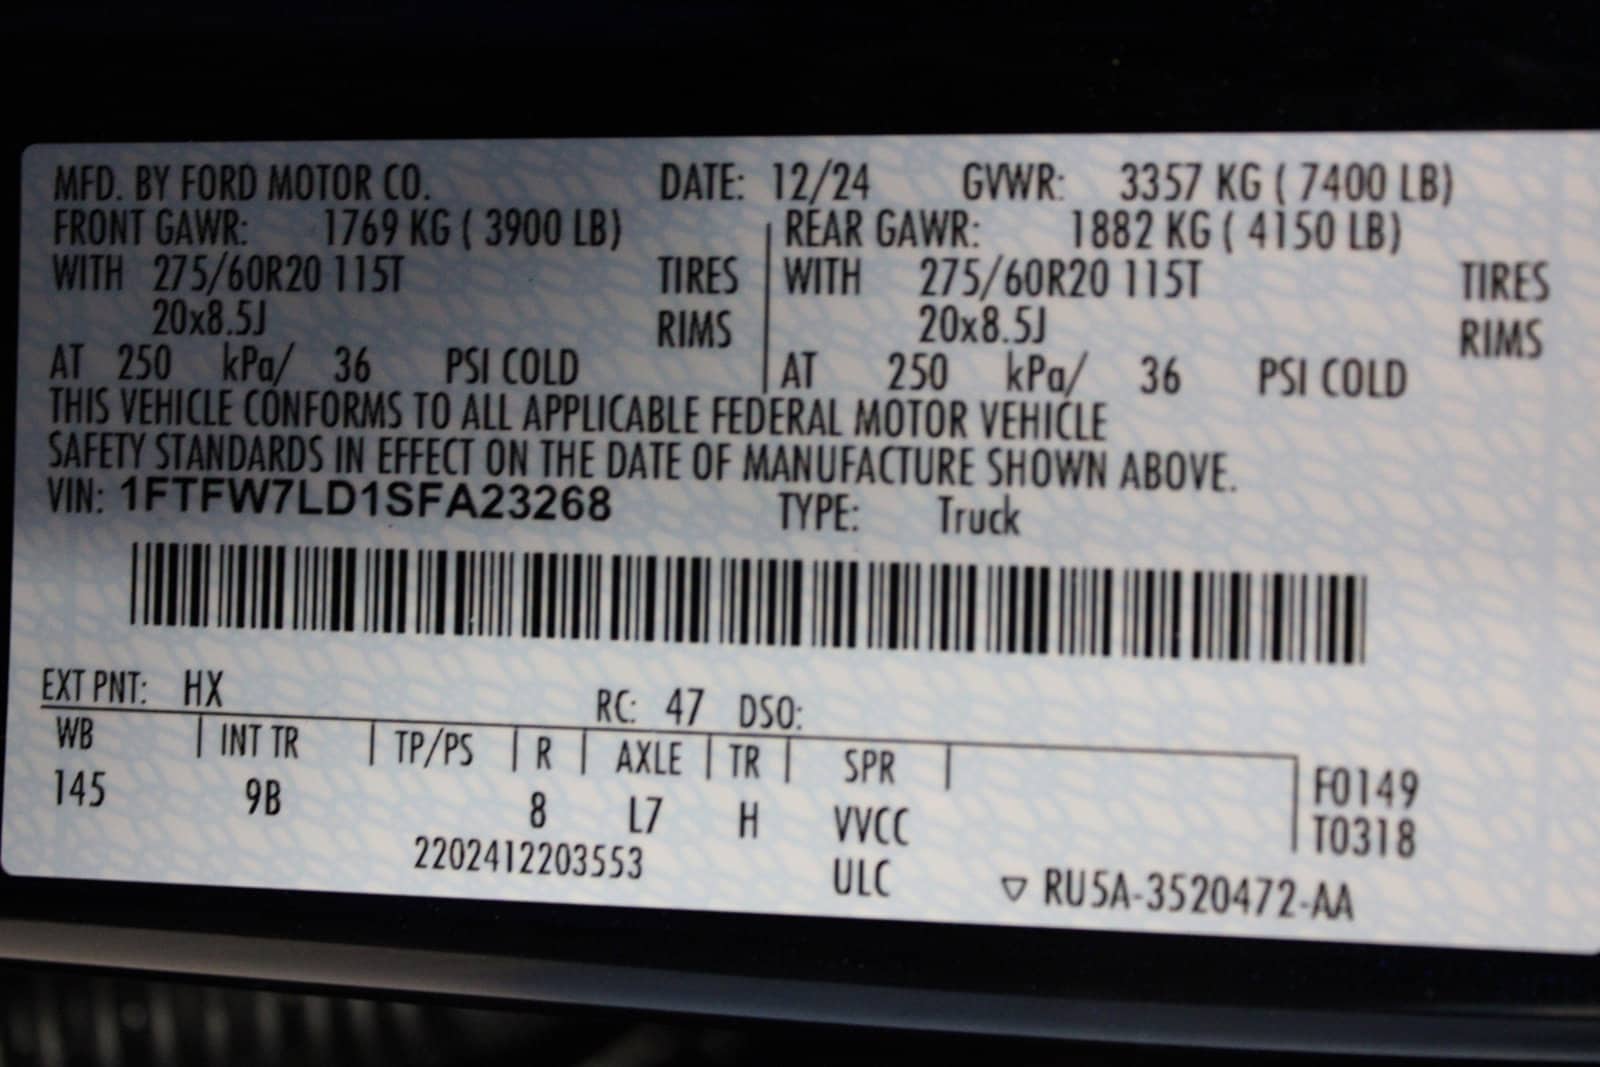 MFD. BY FORD MOTOR CO. DATE: 12/24 GVWR: 3357 KG ( 7400 LB)
FRONT GAWR: 1769 KG ( 3900 LB) REAR GAWR: 1882 KG ( 4150 LB)
WITH 275/60R20 115T TIRES WITH 275/60R20 115T TIRES
20x8.5J RIMS 20x8.5J RIMS
AT 250 kPa/ 36 PSI COLD AT 250 kPa/ 36 PSI COLD
THIS VEHICLE CONFORMS TO ALL APPLICABLE FEDERAL MOTOR VEHICLE
SAFETY STANDARDS IN EFFECT ON THE DATE OF MANUFACTURE SHOWN ABOVE.
VIN: 1FTFW7LD1SFA23268 TYPE: Truck
EXT PNT: HX RC: 47 DSO:
WB INT TR TP/PS R AXLE TR SPR F0149
145 9B 8 L7 H VVCC T0318
2202412203553 ULC ▽ RU5A-3520472-AA